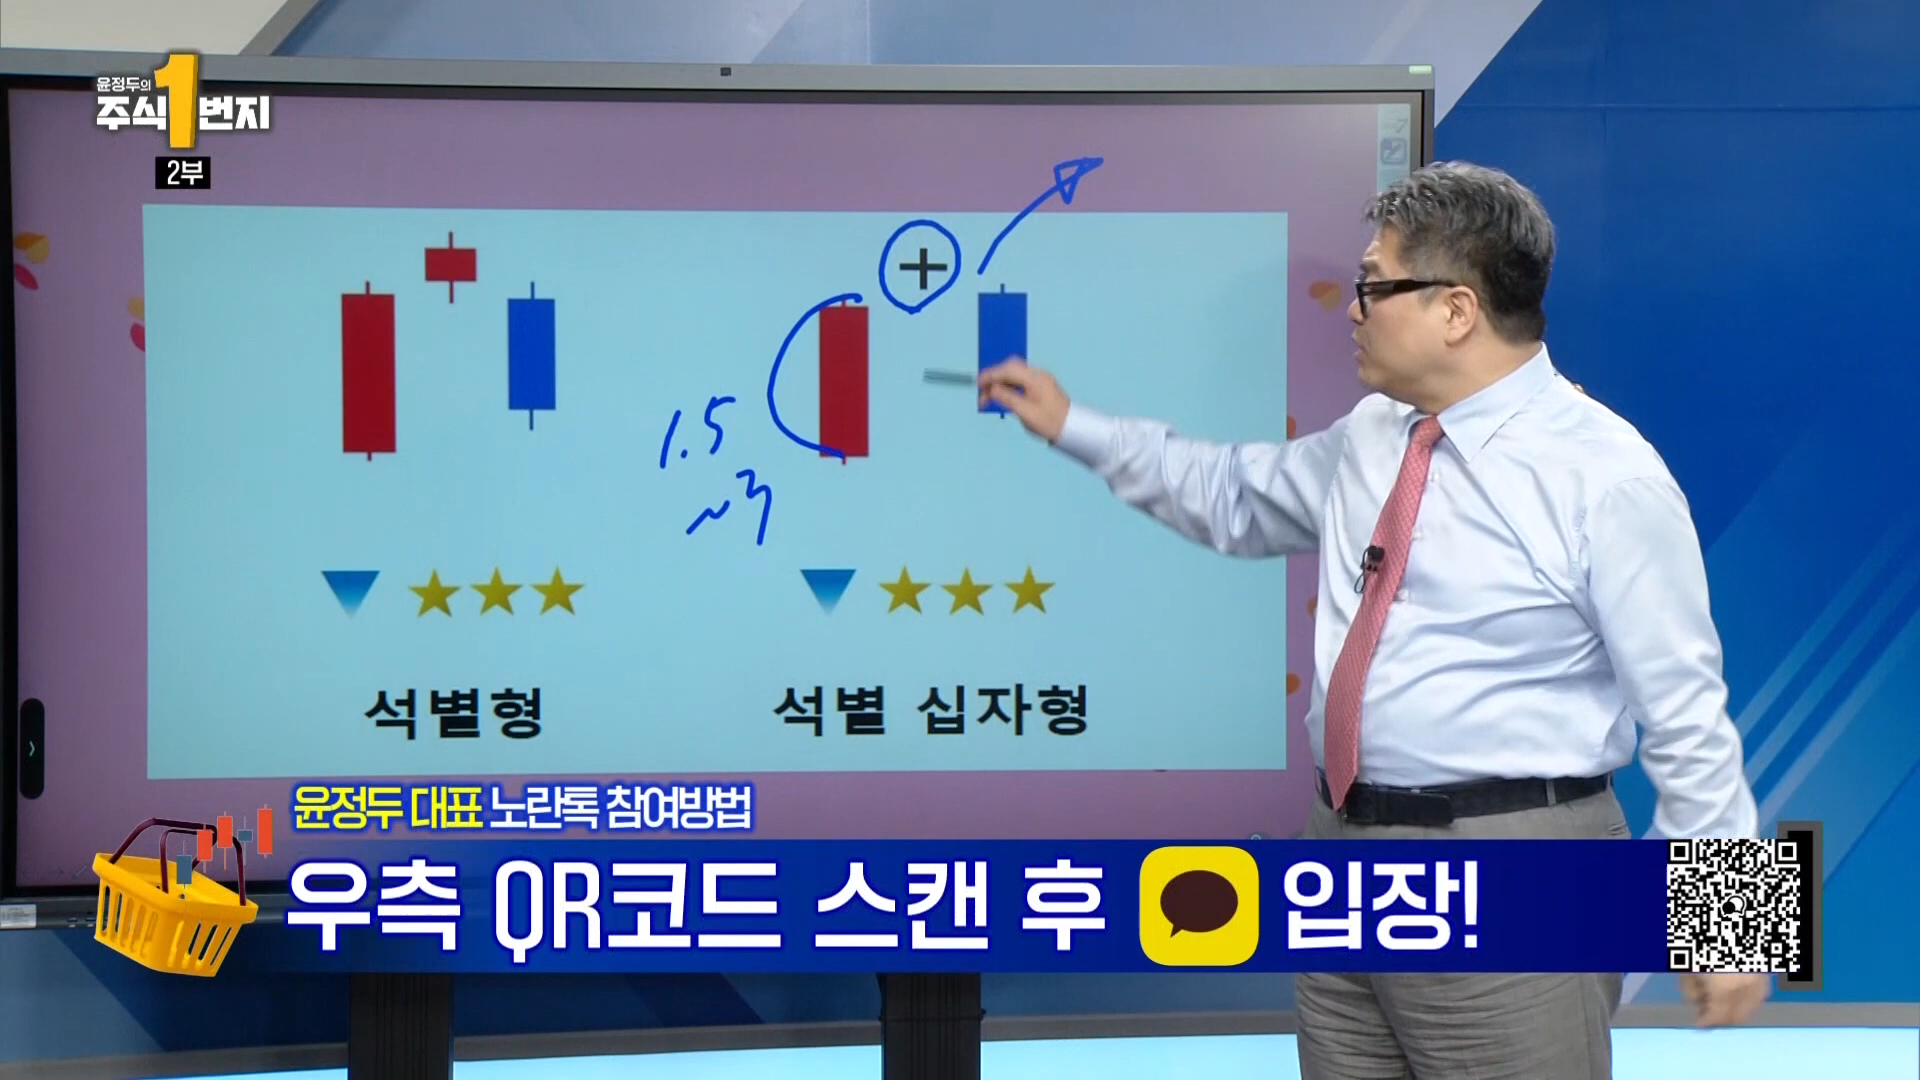 윤정두의
주식1번지
2부
+
1.5
~3
석별형
석별 십자형
윤정두 대표 노란톡 참여방법
우측 QR코드 스캔 후 입장!